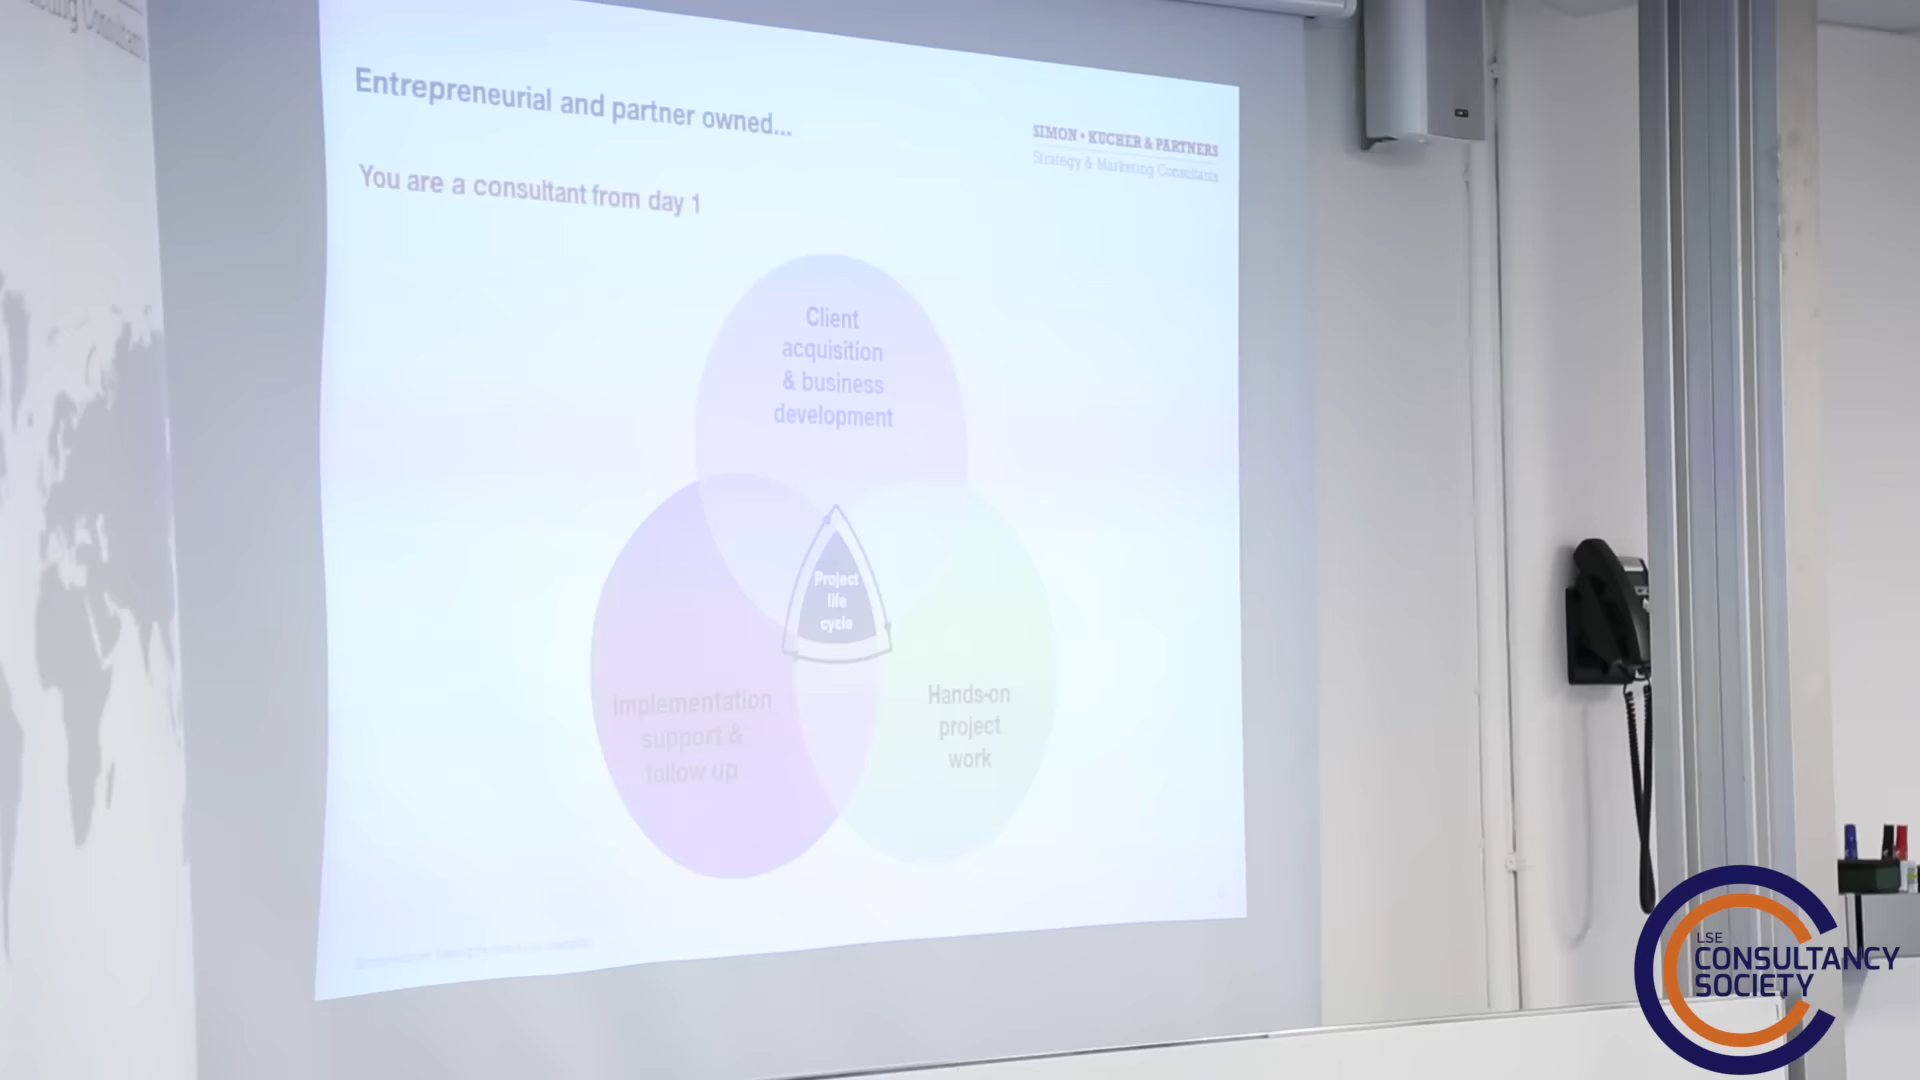 Entrepreneurial and partner owned...
SIMON • KUCHER & PARTNERS
Strategy & Marketing Consultants
You are a consultant from day 1
Client
acquisition
& business
development
Project
life
cycle
Implementation
support &
follow up
Hands-on
project
work
LSE
CONSULTANCY
SOCIETY